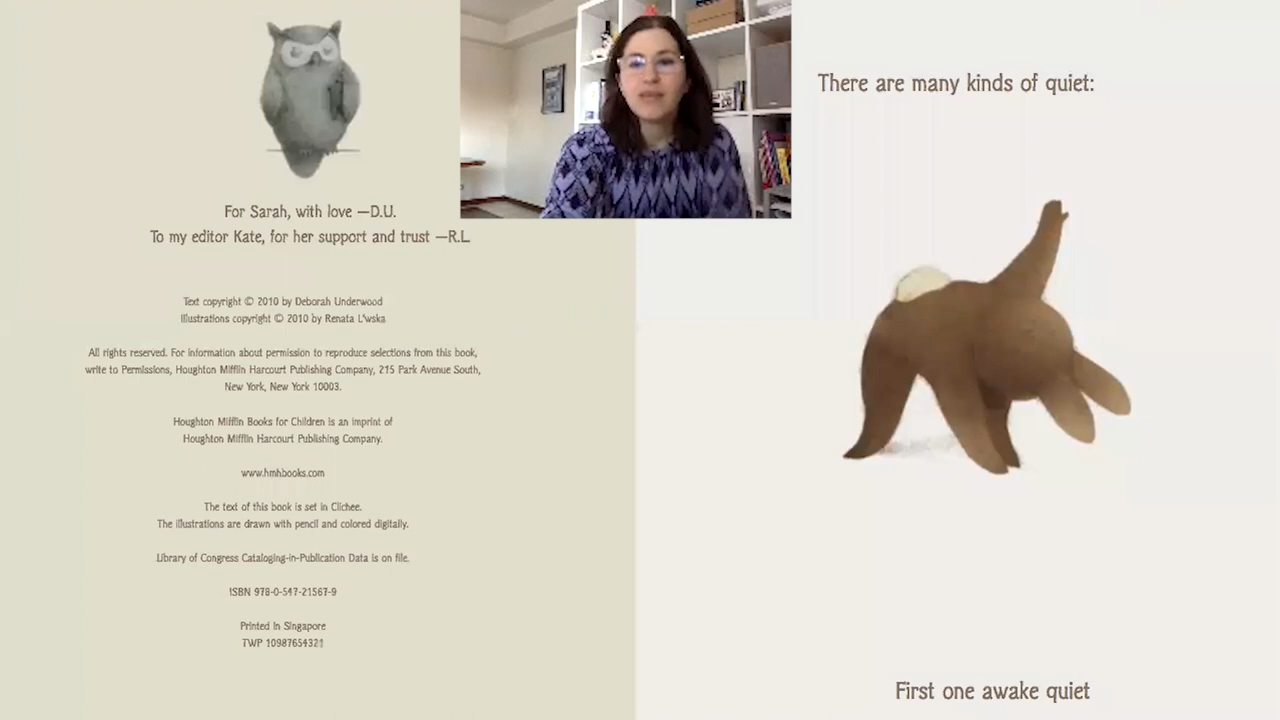 For Sarah, with love —D.U.
To my editor Kate, for her support and trust —R.L.
Text copyright © 2010 by Deborah Underwood
Illustrations copyright © 2010 by Renata Liwska
All rights reserved. For information about permission to reproduce selections from this book,
write to Permissions, Houghton Mifflin Harcourt Publishing Company, 215 Park Avenue South,
New York, New York 10003.
Houghton Mifflin Books for Children is an imprint of
Houghton Mifflin Harcourt Publishing Company.
www.hmhbooks.com
The text of this book is set in Clichee.
The illustrations are drawn with pencil and colored digitally.
Library of Congress Cataloging-in-Publication Data is on file.
ISBN 978-0-547-21567-9
Printed in Singapore
TWP 10987654321
There are many kinds of quiet:
First one awake quiet